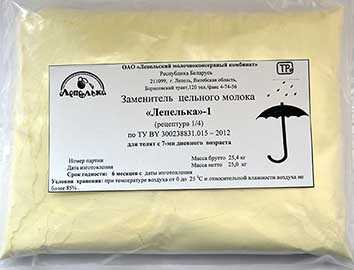 ОАО «Лепельский молочноконсервный комбинат»
Республика Беларусь
211099, г. Лепель, Витебская область,
Борисовский тракт,120 тел./факс 4-74-56
Лепелька
ТР
Заменитель цельного молока
«Лепелька»-1
(рецептура 1/4)
по ТУ BY 300238831.015 – 2012
для телят с 7-ми дневного возраста
Номер партии
Дата изготовления
Масса брутто 25,4 кг
Масса нетто 25,0 кг
Срок годности: 6 месяцев с даты изготовления
Условия хранения: при температуре воздуха от 0 до 25 ⁰С и относительной влажности воздуха не
более 85% .